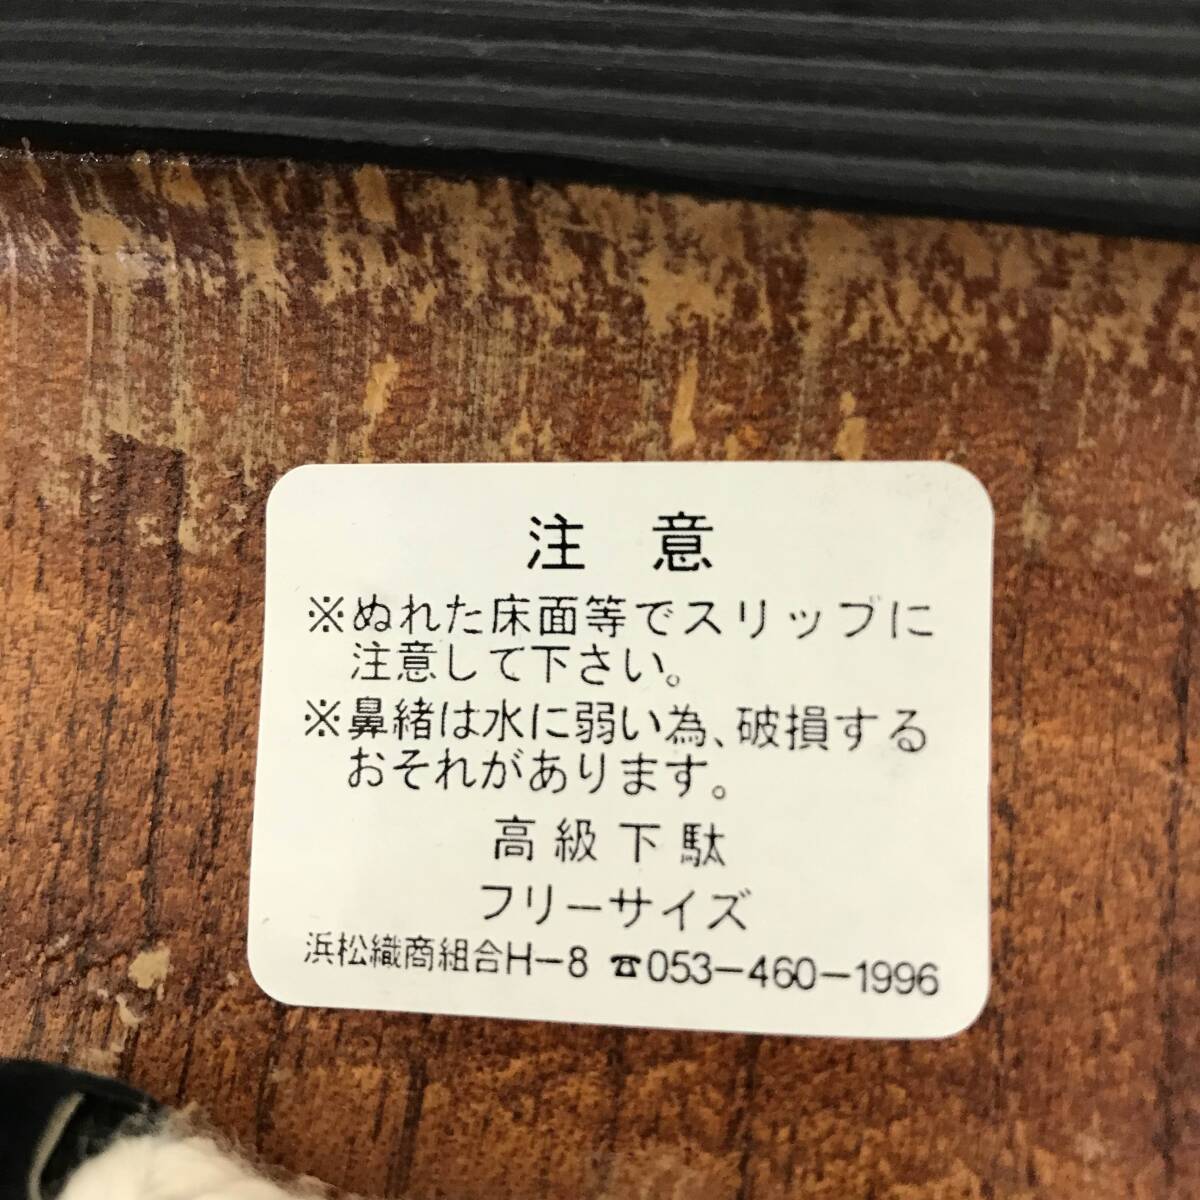 注 意
※ぬれた床面等でスリップに
注意して下さい。
※鼻緒は水に弱い為、破損する
おそれがあります。
高級下駄
フリーサイズ
浜松織商組合H-8 ☎053-460-1996